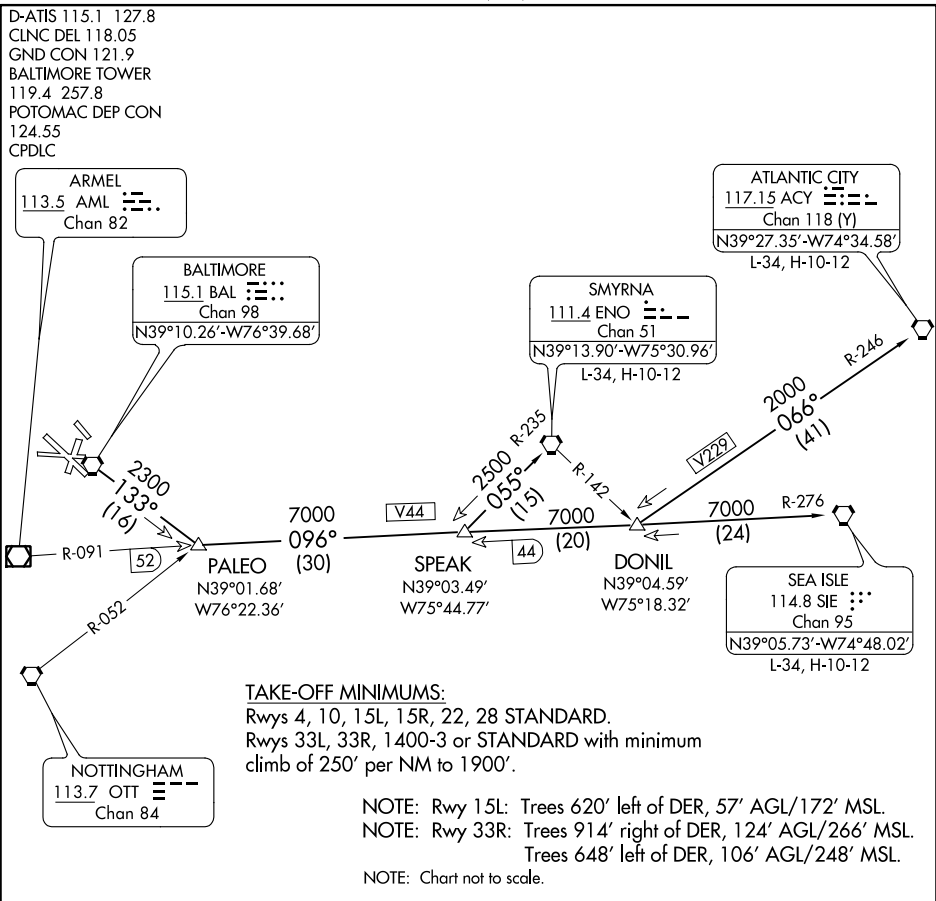 D-ATIS 115.1 127.8
CLNC DEL 118.05
GND CON 121.9
BALTIMORE TOWER
119.4 257.8
POTOMAC DEP CON
124.55
CPDLC
ARMEL
113.5 AML
Chan 82
BALTIMORE
115.1 BAL
Chan 98
N39°10.26'-W76°39.68'
SMYRNA
111.4 ENO
Chan 51
N39°13.90'-W75°30.96'
L-34, H-10-12
ATLANTIC CITY
117.15 ACY
Chan 118 (Y)
N39°27.35'-W74°34.58'
L-34, H-10-12
R-246
2000
066°
(41)
V229
R-235
2500
055°
(15)
R-142
2300
133°
(16)
R-091
52
7000
096°
(30)
V44
7000
(20)
44
7000
(24)
R-276
PALEO
N39°01.68'
W76°22.36'
SPEAK
N39°03.49'
W75°44.77'
DONIL
N39°04.59'
W75°18.32'
SEA ISLE
114.8 SIE
Chan 95
N39°05.73'-W74°48.02'
L-34, H-10-12
R-052
NOTTINGHAM
113.7 OTT
Chan 84
TAKE-OFF MINIMUMS:
Rwys 4, 10, 15L, 15R, 22, 28 STANDARD.
Rwys 33L, 33R, 1400-3 or STANDARD with minimum
climb of 250' per NM to 1900'.
NOTE: Rwy 15L: Trees 620' left of DER, 57' AGL/172' MSL.
NOTE: Rwy 33R: Trees 914' right of DER, 124' AGL/266' MSL.
Trees 648' left of DER, 106' AGL/248' MSL.
NOTE: Chart not to scale.